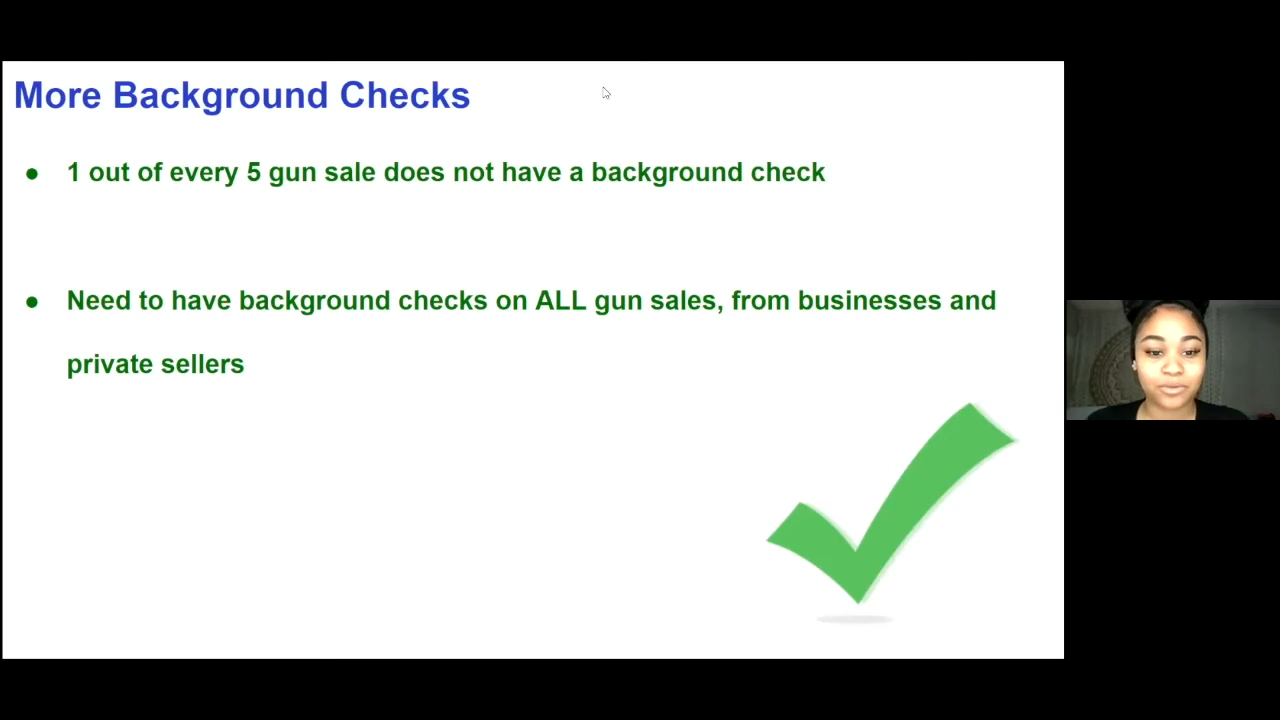 More Background Checks
1 out of every 5 gun sale does not have a background check
Need to have background checks on ALL gun sales, from businesses and
private sellers